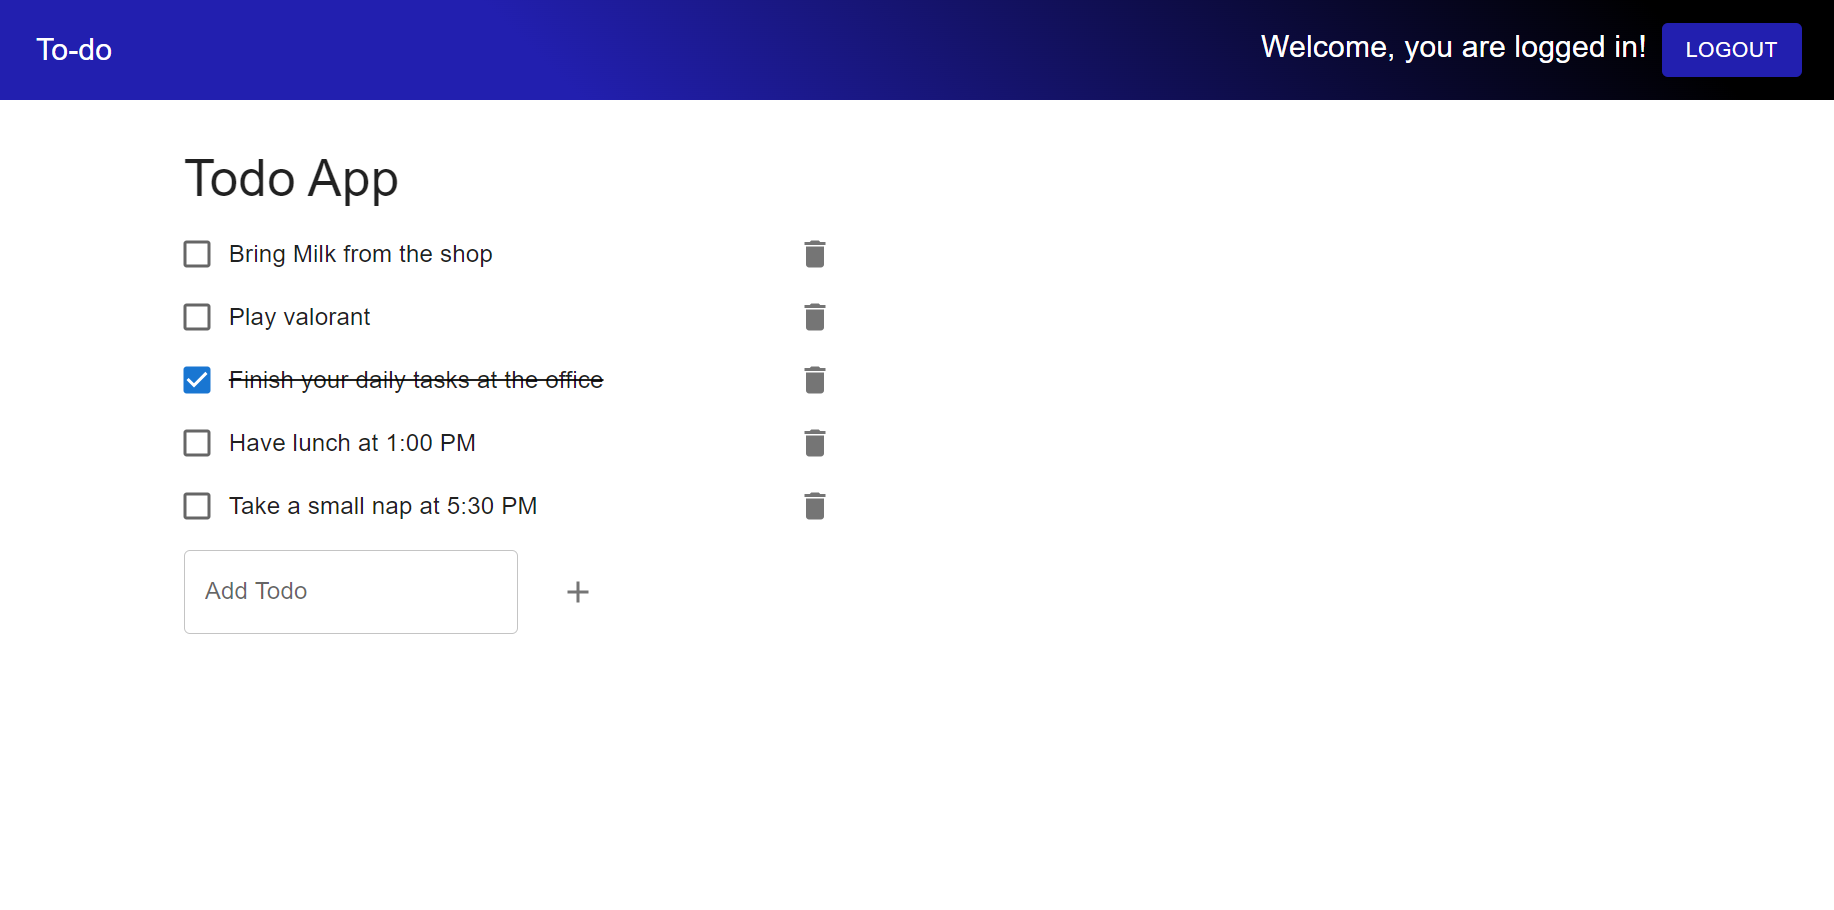 To-do
Welcome, you are logged in!
LOGOUT
Todo App
Bring Milk from the shop
Play valorant
Finish your daily tasks at the office
Have lunch at 1:00 PM
Take a small nap at 5:30 PM
Add Todo